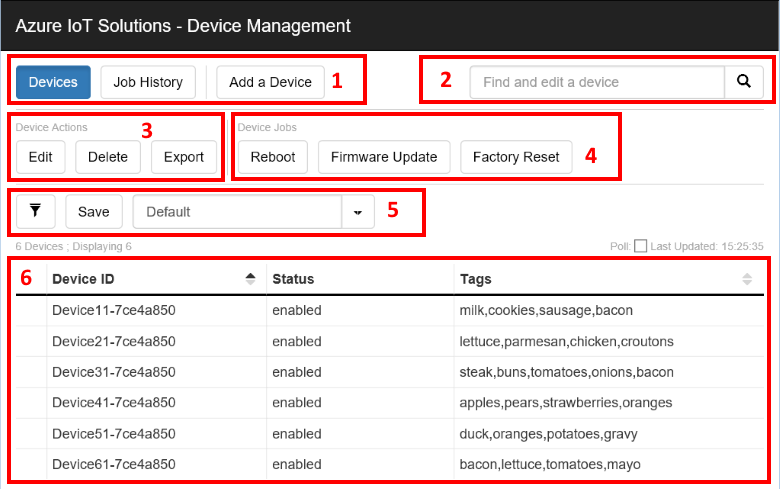 Azure IoT Solutions - Device Management
Devices Job History Add a Device 1 2 Find and edit a device
Device Actions 3 Device Jobs
Edit Delete Export Reboot Firmware Update Factory Reset 4
Save Default 5
6 Devices ; Displaying 6 Poll: Last Updated: 15:25:35
6 Device ID Status Tags
Device11-7ce4a850 enabled milk,cookies,sausage,bacon
Device21-7ce4a850 enabled lettuce,parmesan,chicken,croutons
Device31-7ce4a850 enabled steak,buns,tomatoes,onions,bacon
Device41-7ce4a850 enabled apples,pears,strawberries,oranges
Device51-7ce4a850 enabled duck,oranges,potatoes,gravy
Device61-7ce4a850 enabled bacon,lettuce,tomatoes,mayo